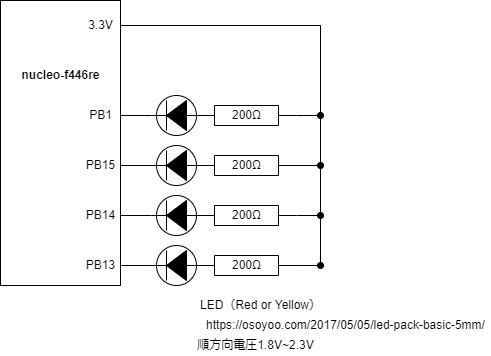 3.3V
nucleo-f446re
PB1
200Ω
PB15
200Ω
PB14
200Ω
PB13
200Ω
LED（Red or Yellow）
https://osoyoo.com/2017/05/05/led-pack-basic-5mm/
順方向電圧1.8V~2.3V